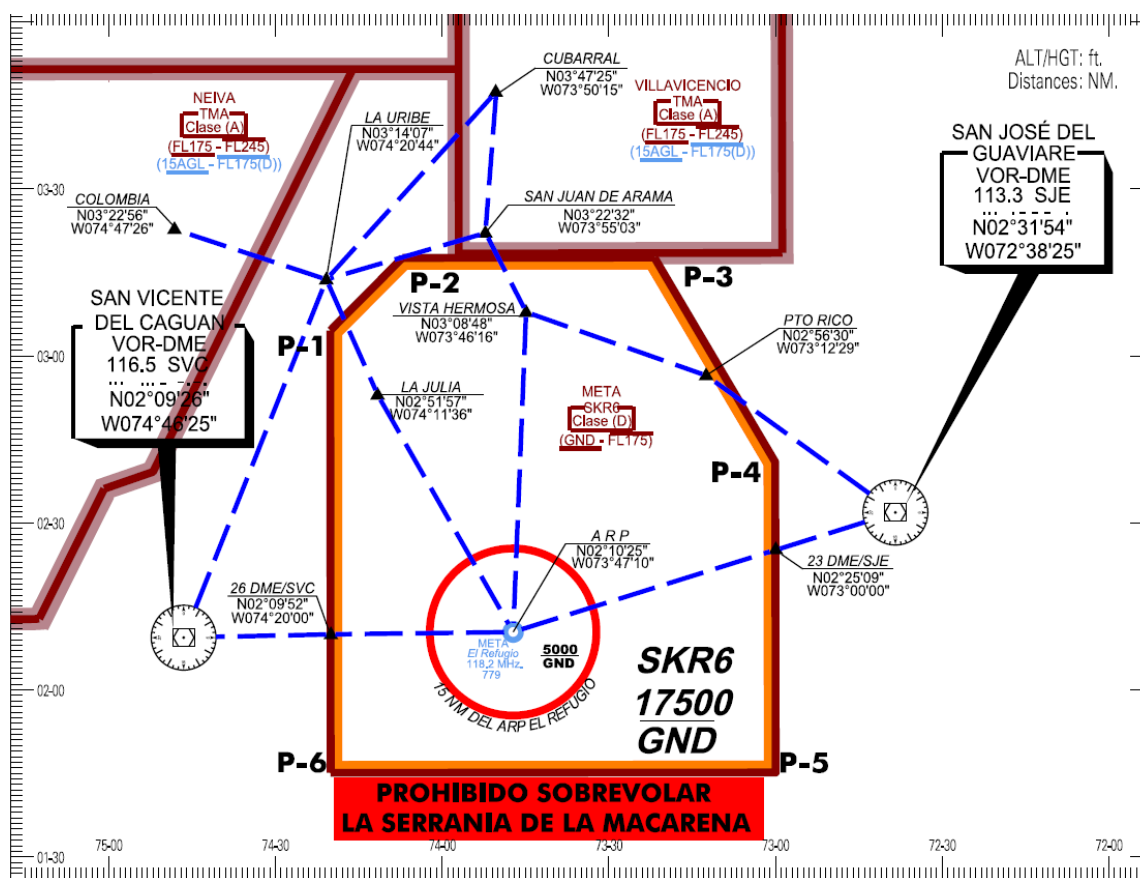 ALT/HGT: ft.
Distances: NM.
CUBARRAL
N03°47'25"
W073°50'15"
NEIVA
TMA
Clase (A)
(FL175 - FL245)
(15AGL - FL175(D))
LA URIBE
N03°14'07"
W074°20'44"
VILLAVICENCIO
TMA
Clase (A)
(FL175 - FL245)
(15AGL - FL175(D))
SAN JOSÉ DEL
GUAVIARE
VOR-DME
113.3 SJE
... .--- .
N02°31'54"
W072°38'25"
03-30
COLOMBIA
N03°22'56"
W074°47'26"
SAN JUAN DE ARAMA
N03°22'32"
W073°55'03"
P-2
P-3
SAN VICENTE
DEL CAGUAN
VOR-DME
116.5 SVC
... ...- -.-.
N02°09'26"
W074°46'25"
P-1
VISTA HERMOSA
N03°08'48"
W073°46'16"
PTO RICO
N02°56'30"
W073°12'29"
03-00
LA JULIA
N02°51'57"
W074°11'36"
META
SKR6
Clase (D)
(GND - FL175)
P-4
02-30
A R P
N02°10'25"
W073°47'10"
23 DME/SJE
N02°25'09"
W073°00'00"
26 DME/SVC
N02°09'52"
W074°20'00"
META
El Refugio
118.2 MHz.
779
5000
GND
15 NM DEL ARP EL REFUGIO
SKR6
17500
GND
02-00
P-6
P-5
PROHIBIDO SOBREVOLAR
LA SERRANIA DE LA MACARENA
01-30
75-00 74-30 74-00 73-30 73-00 72-30 72-00